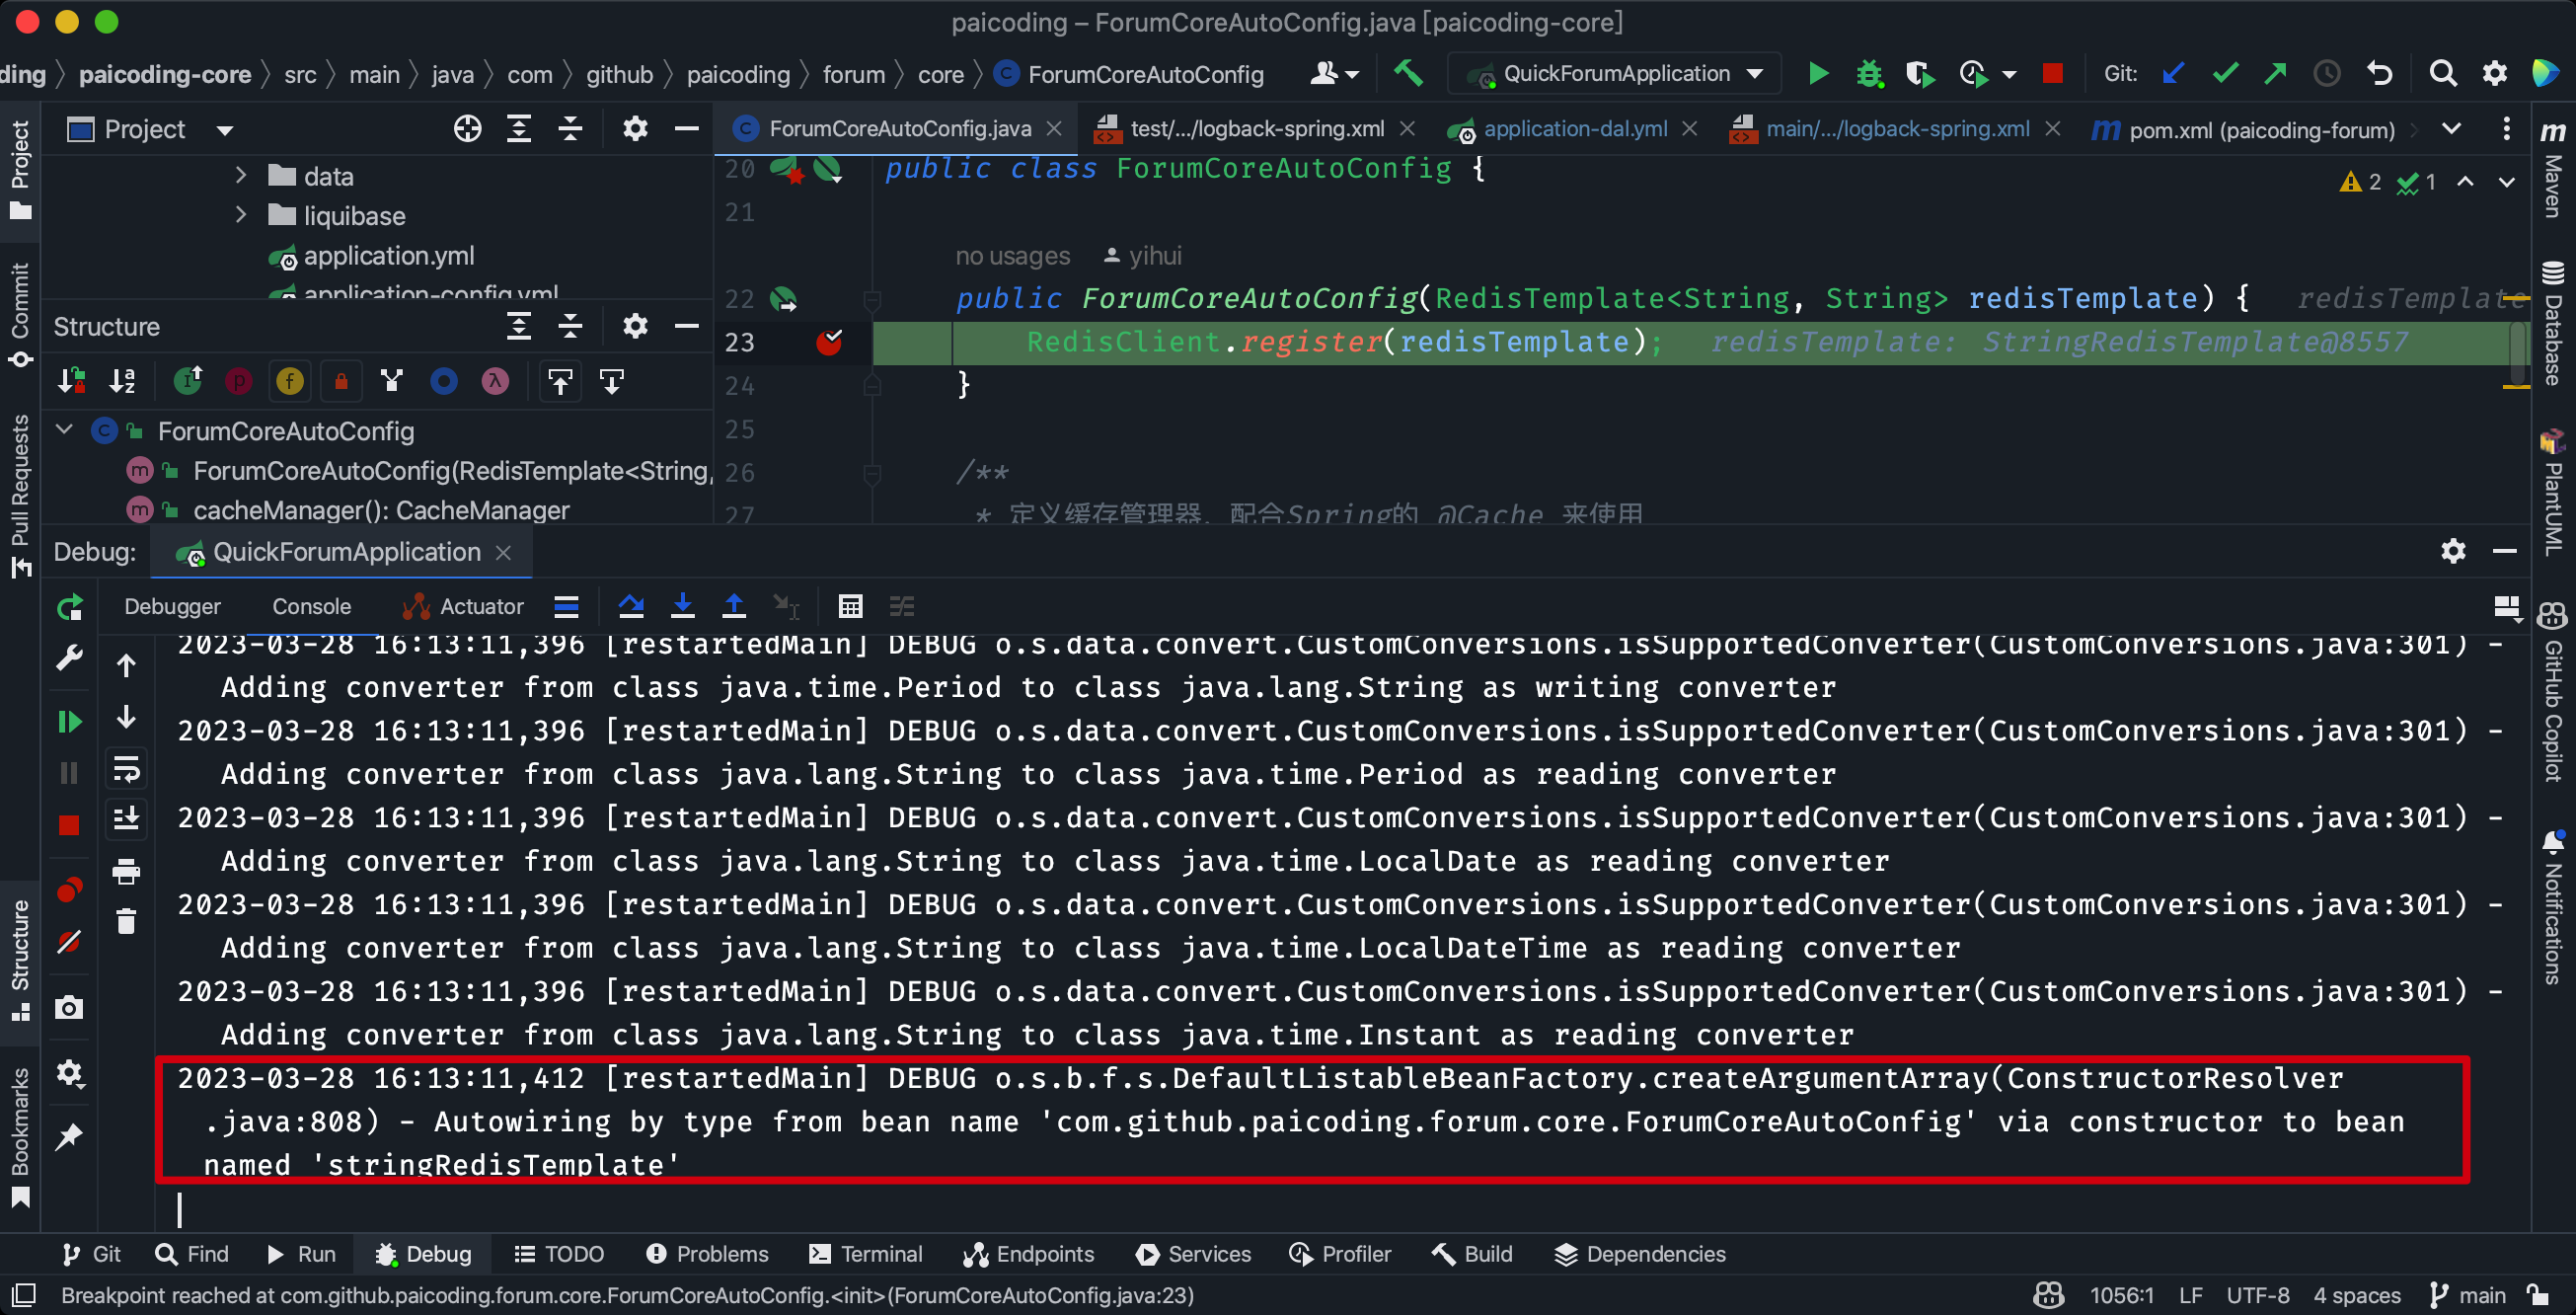 paicoding – ForumCoreAutoConfig.java [paicoding-core]
ding 〉 paicoding-core 〉 src 〉 main 〉 java 〉 com 〉 github 〉 paicoding 〉 forum 〉 core 〉 ForumCoreAutoConfig
QuickForumApplication
Git:
Project
ForumCoreAutoConfig.java
test/.../logback-spring.xml
application-dal.yml
main/.../logback-spring.xml
pom.xml (paicoding-forum)
data
liquibase
application.yml
application-config.yml
Structure
ForumCoreAutoConfig
ForumCoreAutoConfig(RedisTemplate<String,
cacheManager(): CacheManager
20 public class ForumCoreAutoConfig {
2 1
21
no usages yihui
22 public ForumCoreAutoConfig(RedisTemplate<String, String> redisTemplate) { redisTemplate
23 RedisClient.register(redisTemplate); redisTemplate: StringRedisTemplate@8557
24 }
25
26 /**
27 * 定义缓存管理器，配合Spring的 @Cache 来使用
Debug: QuickForumApplication
Debugger Console Actuator
2023-03-28 16:13:11,396 [restartedMain] DEBUG o.s.data.convert.CustomConversions.isSupportedConverter(CustomConversions.java:301) -
Adding converter from class java.time.Period to class java.lang.String as writing converter
2023-03-28 16:13:11,396 [restartedMain] DEBUG o.s.data.convert.CustomConversions.isSupportedConverter(CustomConversions.java:301) -
Adding converter from class java.lang.String to class java.time.Period as reading converter
2023-03-28 16:13:11,396 [restartedMain] DEBUG o.s.data.convert.CustomConversions.isSupportedConverter(CustomConversions.java:301) -
Adding converter from class java.lang.String to class java.time.LocalDate as reading converter
2023-03-28 16:13:11,396 [restartedMain] DEBUG o.s.data.convert.CustomConversions.isSupportedConverter(CustomConversions.java:301) -
Adding converter from class java.lang.String to class java.time.LocalDateTime as reading converter
2023-03-28 16:13:11,396 [restartedMain] DEBUG o.s.data.convert.CustomConversions.isSupportedConverter(CustomConversions.java:301) -
Adding converter from class java.lang.String to class java.time.Instant as reading converter
2023-03-28 16:13:11,412 [restartedMain] DEBUG o.s.b.f.s.DefaultListableBeanFactory.createArgumentArray(ConstructorResolver
.java:808) - Autowiring by type from bean name 'com.github.paicoding.forum.core.ForumCoreAutoConfig' via constructor to bean
named 'stringRedisTemplate'
Project
Commit
Pull Requests
Structure
Bookmarks
Maven
Database
PlantUML
GitHub Copilot
Notifications
Git Find Run Debug TODO Problems Terminal Endpoints Services Profiler Build Dependencies
Breakpoint reached at com.github.paicoding.forum.core.ForumCoreAutoConfig.<init>(ForumCoreAutoConfig.java:23)
1056:1 LF UTF-8 4 spaces main